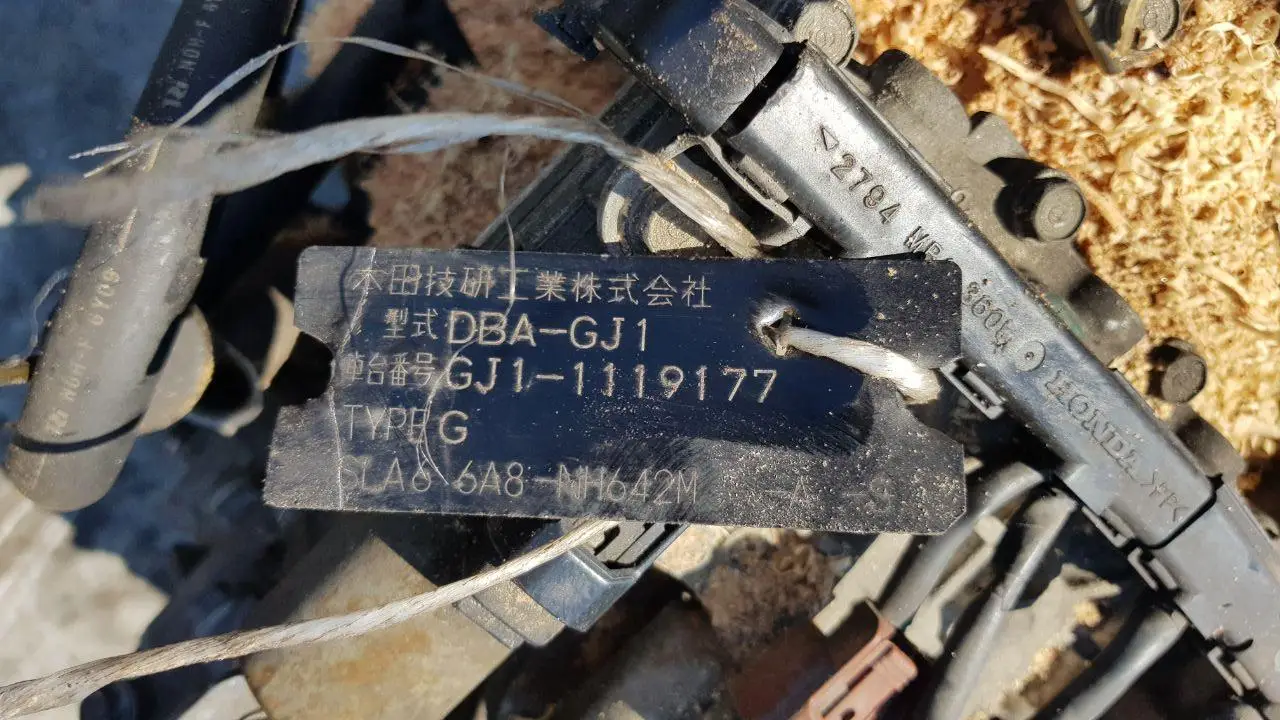 本田技研工業株式会社
型式 DBA-GJ1
車台番号 GJ1-1119177
TYPE G
SLA6 6A8-NH642M -A -S
2794
HONDA